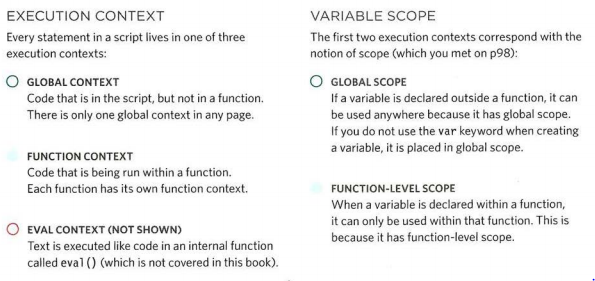 EXECUTION CONTEXT
Every statement in a script lives in one of three
execution contexts:
GLOBAL CONTEXT
Code that is in the script, but not in a function.
There is only one global context in any page.
FUNCTION CONTEXT
Code that is being run within a function.
Each function has its own function context.
EVAL CONTEXT (NOT SHOWN)
Text is executed like code in an internal function
called eval() (which is not covered in this book).
VARIABLE SCOPE
The first two execution contexts correspond with the
notion of scope (which you met on p98):
GLOBAL SCOPE
If a variable is declared outside a function, it can
be used anywhere because it has global scope.
If you do not use the var keyword when creating
a variable, it is placed in global scope.
FUNCTION-LEVEL SCOPE
When a variable is declared within a function,
it can only be used within that function. This is
because it has function-level scope.